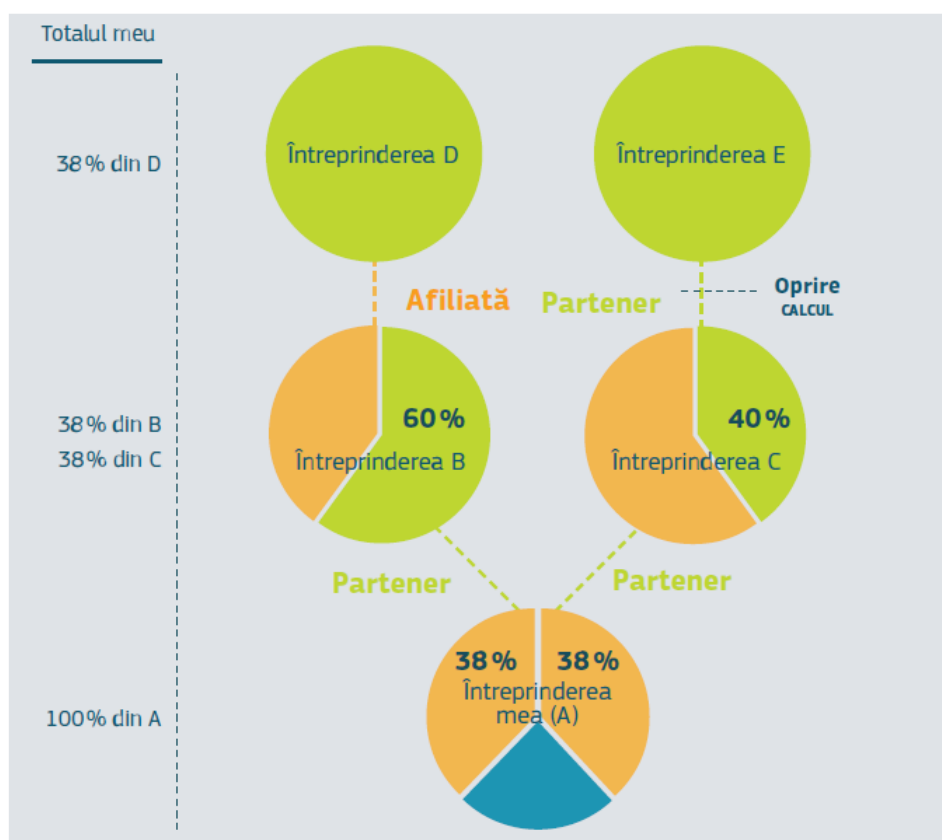 Totalul meu
Întreprinderea D
Întreprinderea E
38% din D
Afiliată
Partener
Oprire
CALCUL
60%
40%
38% din B
38% din C
Întreprinderea B
Întreprinderea C
Partener
Partener
38%
38%
Întreprinderea
mea (A)
100% din A